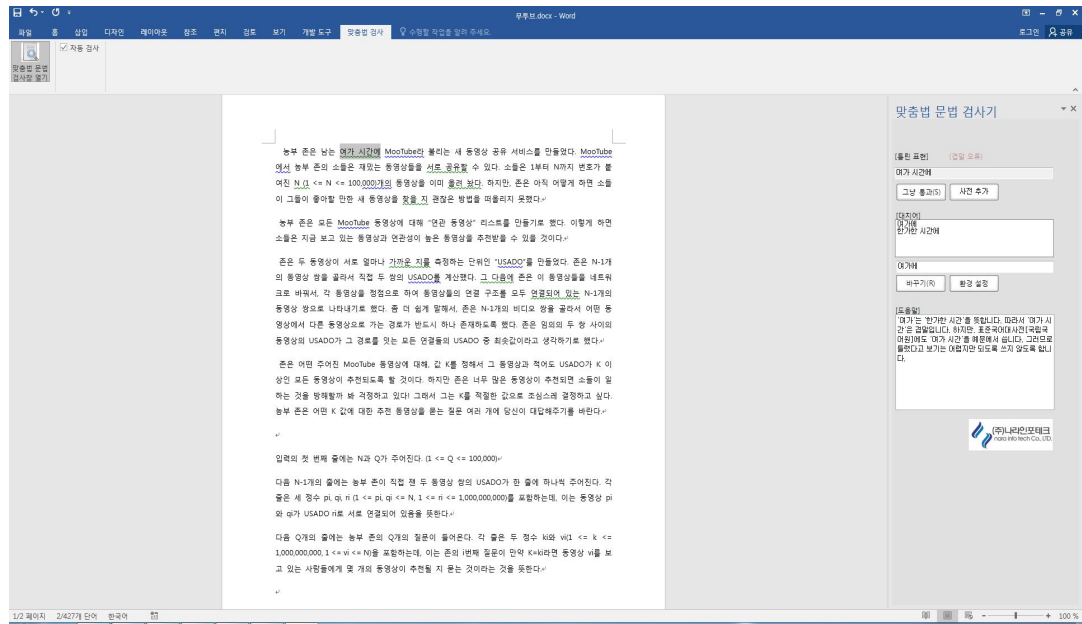 무투브.docx - Word
파일 홈 삽입 디자인 레이아웃 참조 편지 검토 보기 개발 도구 맞춤법 검사 수행할 작업을 알려 주세요. 로그인 공유
맞춤법 문법
검사창 열기
자동 검사
농부 존은 남는 여가 시간에 MooTube라 불리는 새 동영상 공유 서비스를 만들었다. MooTube
에서 농부 존의 소들은 재밌는 동영상들을 서로 공유할 수 있다. 소들은 1부터 N까지 번호가 붙
여진 N (1 <= N <= 100,000)개의 동영상을 이미 올려 놨다. 하지만, 존은 아직 어떻게 하면 소들
이 그들이 좋아할 만한 새 동영상을 찾을 지 괜찮은 방법을 떠올리지 못했다.
농부 존은 모든 MooTube 동영상에 대해 "연관 동영상" 리스트를 만들기로 했다. 이렇게 하면
소들은 지금 보고 있는 동영상과 연관성이 높은 동영상을 추천받을 수 있을 것이다.
존은 두 동영상이 서로 얼마나 가까운 지를 측정하는 단위인 "USADO"를 만들었다. 존은 N-1개
의 동영상 쌍을 골라서 직접 두 쌍의 USADO를 계산했다. 그 다음에 존은 이 동영상들을 네트워
크로 바꿔서, 각 동영상을 정점으로 하여 동영상들의 연결 구조를 모두 연결되어 있는 N-1개의
동영상 쌍으로 나타내기로 했다. 좀 더 쉽게 말해서, 존은 N-1개의 비디오 쌍을 골라서 어떤 동
영상에서 다른 동영상으로 가는 경로가 반드시 하나 존재하도록 했다. 존은 임의의 두 쌍 사이의
동영상의 USADO가 그 경로를 잇는 모든 연결들의 USADO 중 최솟값이라고 생각하기로 했다.
존은 어떤 주어진 MooTube 동영상에 대해, 값 K를 정해서 그 동영상과 적어도 USADO가 K 이
상인 모든 동영상이 추천되도록 할 것이다. 하지만 존은 너무 많은 동영상이 추천되면 소들이 일
하는 것을 방해할까 봐 걱정하고 있다! 그래서 그는 K를 적절한 값으로 조심스레 결정하고 싶다.
농부 존은 어떤 K 값에 대한 추천 동영상을 묻는 질문 여러 개에 당신이 대답해주기를 바란다.
입력의 첫 번째 줄에는 N과 Q가 주어진다. (1 <= Q <= 100,000)
다음 N-1개의 줄에는 농부 존이 직접 잰 두 동영상 쌍의 USADO가 한 줄에 하나씩 주어진다. 각
줄은 세 정수 pi, qi, ri (1 <= pi, qi <= N, 1 <= ri <= 1,000,000,000)를 포함하는데, 이는 동영상 pi
와 qi가 USADO ri로 서로 연결되어 있음을 뜻한다.
다음 Q개의 줄에는 농부 존의 Q개의 질문이 들어온다. 각 줄은 두 정수 ki와 vi(1 <= k <=
1,000,000,000, 1 <= vi <= N)을 포함하는데, 이는 존의 i번째 질문이 만약 K=ki라면 동영상 vi를 보
고 있는 사람들에게 몇 개의 동영상이 추천될 지 묻는 것이라는 것을 뜻한다.
맞춤법 문법 검사기
[틀린 표현] (겹말 오류)
여가 시간에
그냥 통과(S) 사전 추가
[대치어]
여가에
한가한 시간에
여가에
바꾸기(R) 환경 설정
[도움말]
'여가'는 '한가한 시간'을 뜻합니다. 따라서 '여가 시
간'은 겹말입니다. 하지만, 표준국어대사전[국립국
어원]에도 '여가 시간'을 예문에서 씁니다. 그러므로
틀렸다고 보기는 어렵지만 되도록 쓰지 않도록 합니
다.
(주)나라인포테크
nara info tech Co., LTD.
1/2 페이지 2/427개 단어 한국어 100 %